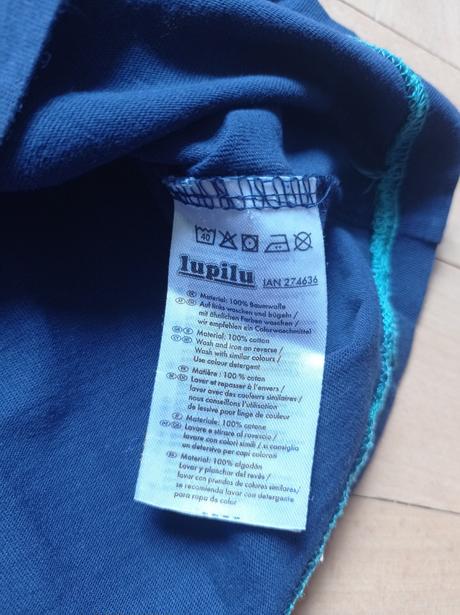 40
lupilu IAN 274636
Material: 100% Baumwolle
Auf links waschen und bügeln /
mit ähnlichen Farben waschen /
wir empfehlen ein Colorwaschmittel
Material: 100% cotton
Wash and iron on reverse /
Wash with similar colours /
Use colour detergent
Matière : 100% coton
Laver et repasser à l'envers /
laver avec des couleurs similaires /
nous conseillons l'utilisation
de lessive pour linge de couleur
Materiale: 100% cotone
Lavare e stirare al rovescio /
lavare con colori simili / si consiglia
un detersivo per capi colorati
Material: 100% algodón
Lavar y planchar del revés /
lavar con prendas de colores similares/
se recomienda lavar con detergente
para ropa de color